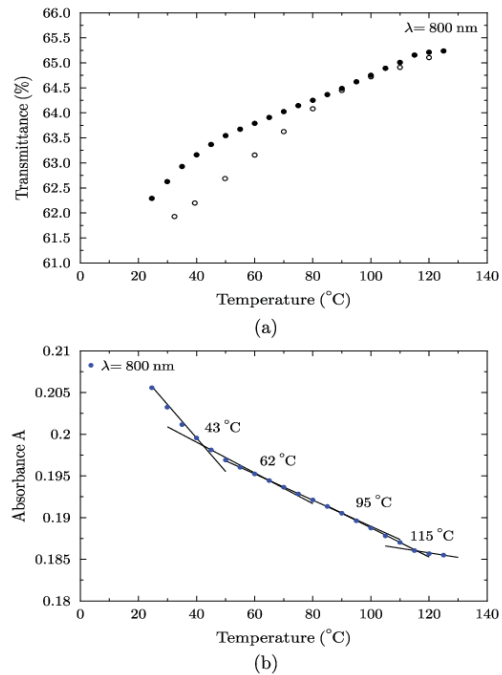 λ= 800 nm
Transmittance (%)
65.5
65.0
64.5
64.0
63.5
63.0
62.5
62.0
61.5
61.0
66.0
0 20 40 60 80 100 120 140
Temperature (°C)
(a)
Absorbance A
0.21
0.205
0.2
0.195
0.19
0.185
0.18
λ= 800 nm
43 °C
62 °C
95 °C
115 °C
0 20 40 60 80 100 120 140
Temperature (°C)
(b)